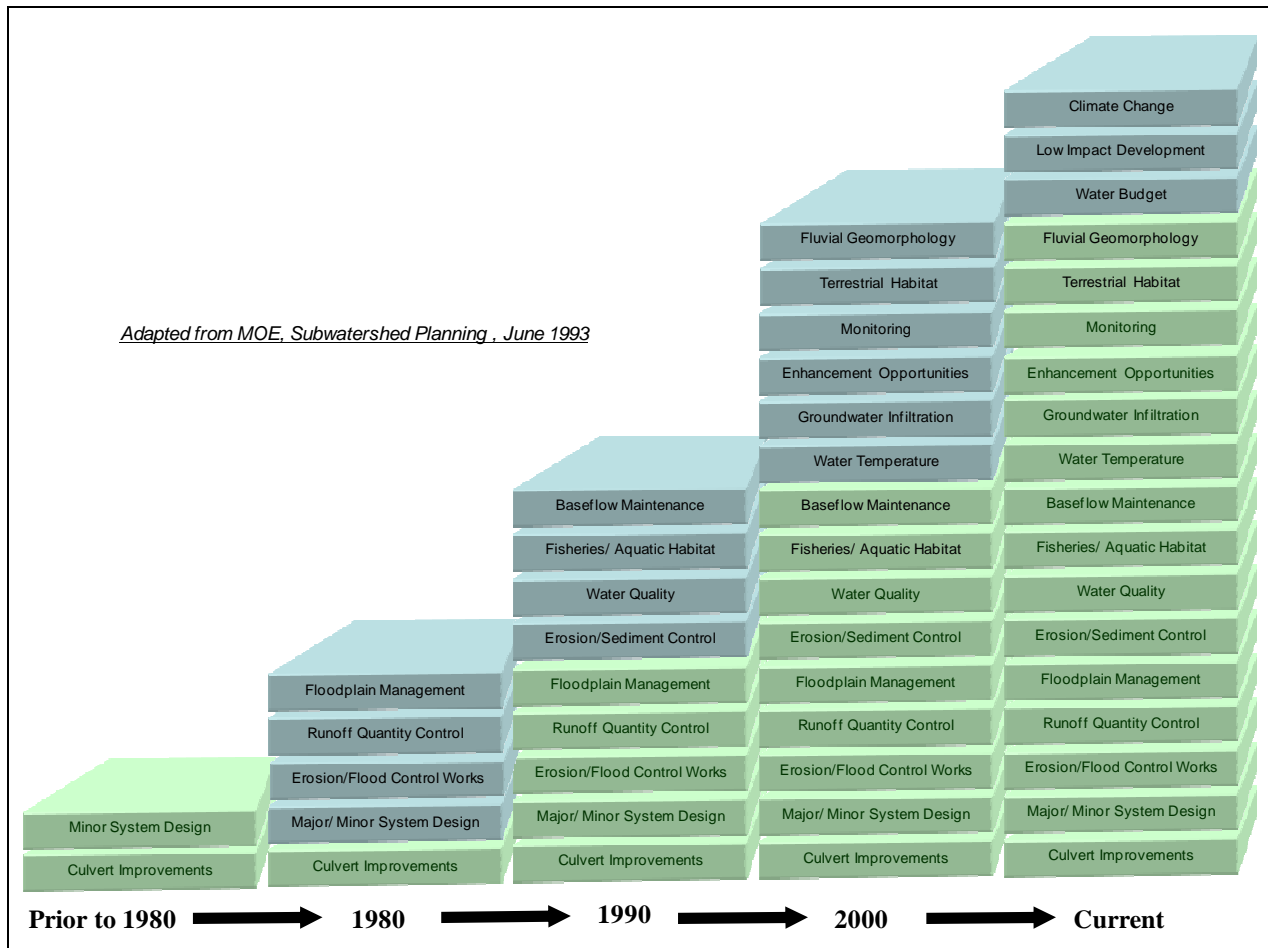 Adapted from MOE, Subwatershed Planning , June 1993
Minor System Design
Culvert Improvements
Floodplain Management
Runoff Quantity Control
Erosion/Flood Control Works
Major/ Minor System Design
Culvert Improvements
Baseflow Maintenance
Fisheries/ Aquatic Habitat
Water Quality
Erosion/Sediment Control
Floodplain Management
Runoff Quantity Control
Erosion/Flood Control Works
Major/ Minor System Design
Culvert Improvements
Fluvial Geomorphology
Terrestrial Habitat
Monitoring
Enhancement Opportunities
Groundwater Infiltration
Water Temperature
Baseflow Maintenance
Fisheries/ Aquatic Habitat
Water Quality
Erosion/Sediment Control
Floodplain Management
Runoff Quantity Control
Erosion/Flood Control Works
Major/ Minor System Design
Culvert Improvements
Climate Change
Low Impact Development
Water Budget
Fluvial Geomorphology
Terrestrial Habitat
Monitoring
Enhancement Opportunities
Groundwater Infiltration
Water Temperature
Baseflow Maintenance
Fisheries/ Aquatic Habitat
Water Quality
Erosion/Sediment Control
Floodplain Management
Runoff Quantity Control
Erosion/Flood Control Works
Major/ Minor System Design
Culvert Improvements
Prior to 1980 1980 1990 2000 Current